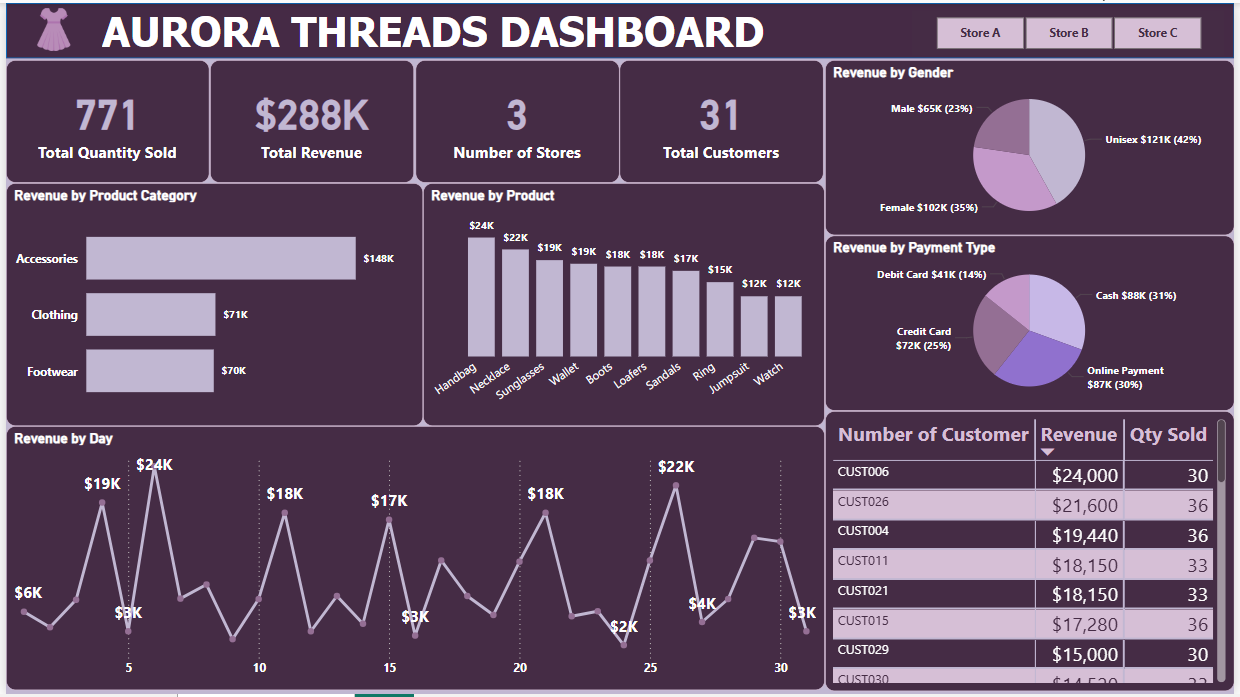 AURORA THREADS DASHBOARD
Store A
Store B
Store C
771
Total Quantity Sold
$288K
Total Revenue
3
Number of Stores
31
Total Customers
Revenue by Gender
Male $65K (23%)
Unisex $121K (42%)
Female $102K (35%)
Revenue by Product Category
Accessories
$148K
Clothing
$71K
Footwear
$70K
Revenue by Product
$24K
$22K
$19K
$19K
$18K
$18K
$17K
$15K
$12K
$12K
Handbag
Necklace
Sunglasses
Wallet
Boots
Loafers
Sandals
Ring
Jumpsuit
Watch
Revenue by Payment Type
Debit Card $41K (14%)
Cash $88K (31%)
Credit Card
$72K (25%)
Online Payment
$87K (30%)
Revenue by Day
$6K
$19K
$3K
$24K
$18K
$17K
$3K
$18K
$2K
$22K
$4K
$3K
5
10
15
20
25
30
Number of Customer Revenue Qty Sold
CUST006 $24,000 30
CUST026 $21,600 36
CUST004 $19,440 36
CUST011 $18,150 33
CUST021 $18,150 33
CUST015 $17,280 36
CUST029 $15,000 30
CUST030